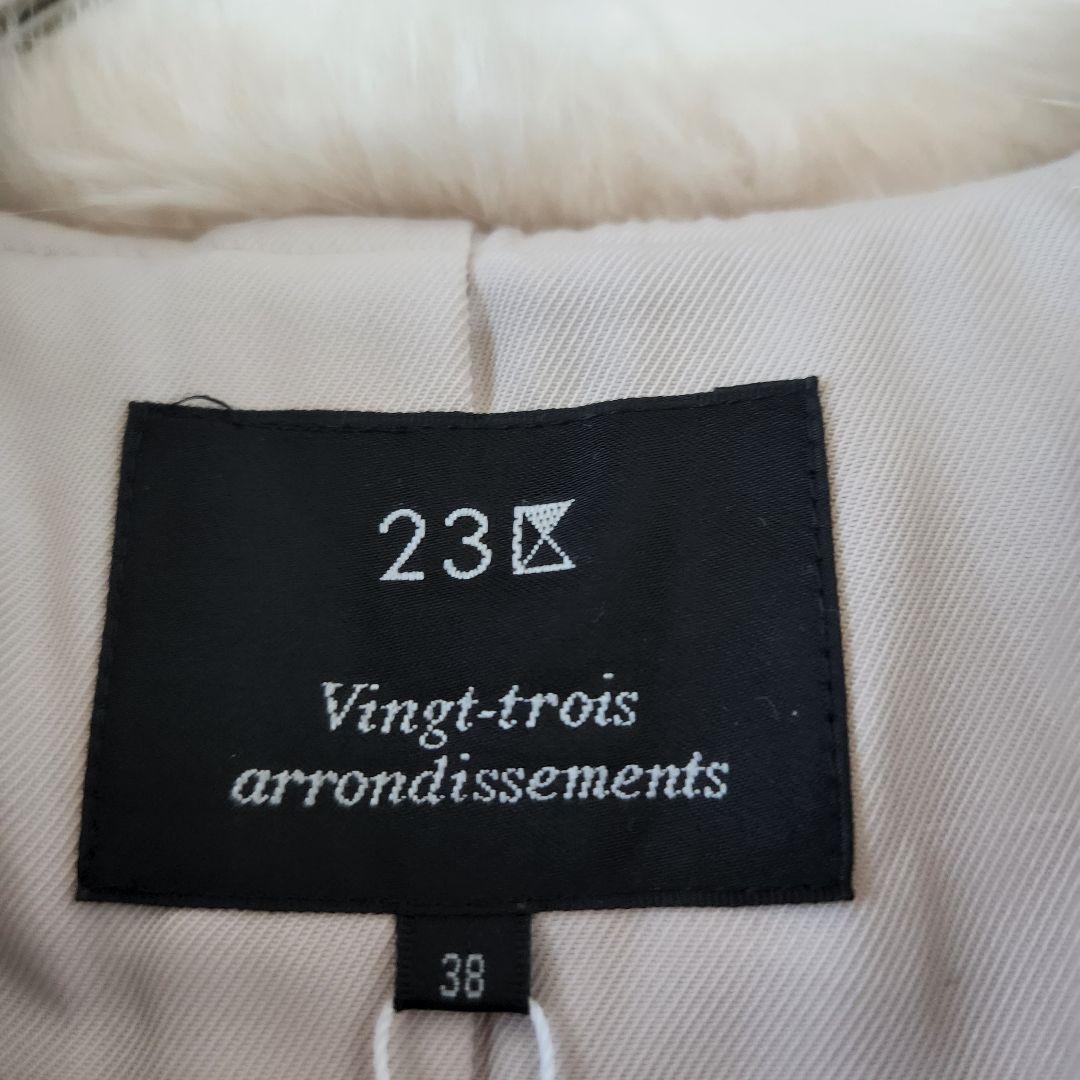 23区
Vingt-trois
arrondissements
38